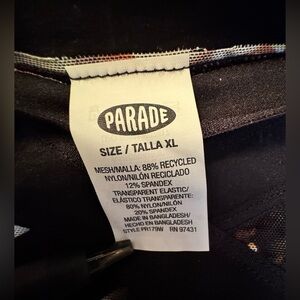 PARADE
SIZE / TALLA XL
MESH/MALLA: 88% RECYCLED
NYLON/NILÓN RECICLADO
12% SPANDEX
TRANSPARENT ELASTIC/
ELÁSTICO TRANSPARENTE:
80% NYLON/NILÓN
20% SPANDEX
MADE IN BANGLADESH/
HECHO EN BANGLADESH
STYLE PR179W RN 97431